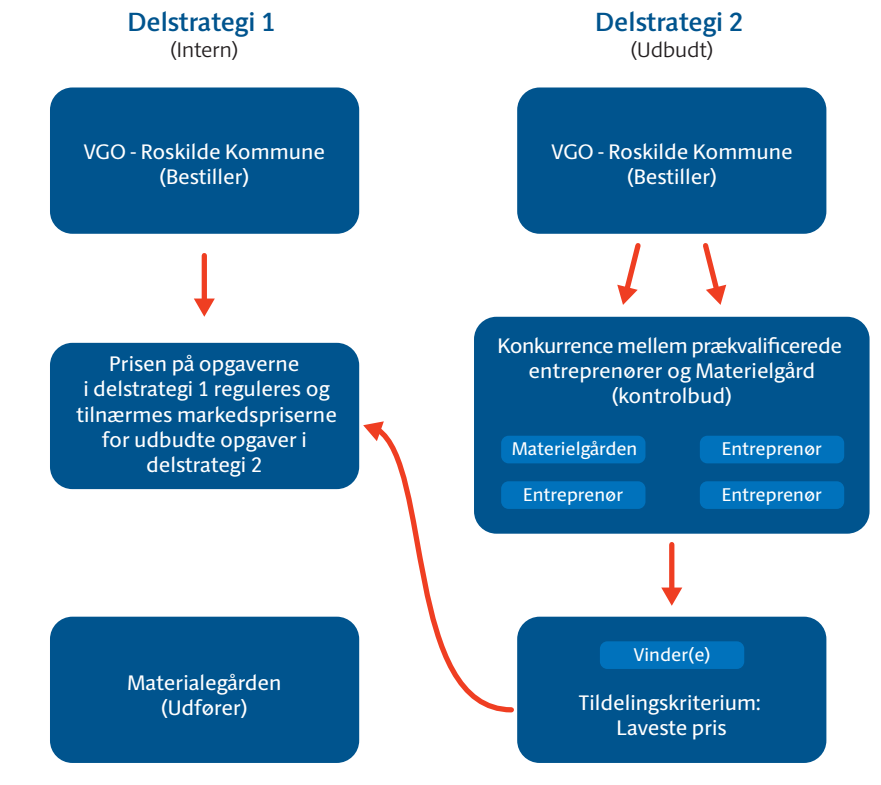 Delstrategi 1
(Intern)
VGO - Roskilde Kommune
(Bestiller)
Prisen på opgaverne
i delstrategi 1 reguleres og
tilnærmes markedspriserne
for udbudte opgaver i
delstrategi 2
Materialegården
(Udfører)
Delstrategi 2
(Udbudt)
VGO - Roskilde Kommune
(Bestiller)
Konkurrence mellem prækvalificerede
entreprenører og Materielgård
(kontrolbud)
Materielgården
Entreprenør
Entreprenør
Entreprenør
Vinder(e)
Tildelingskriterium:
Laveste pris